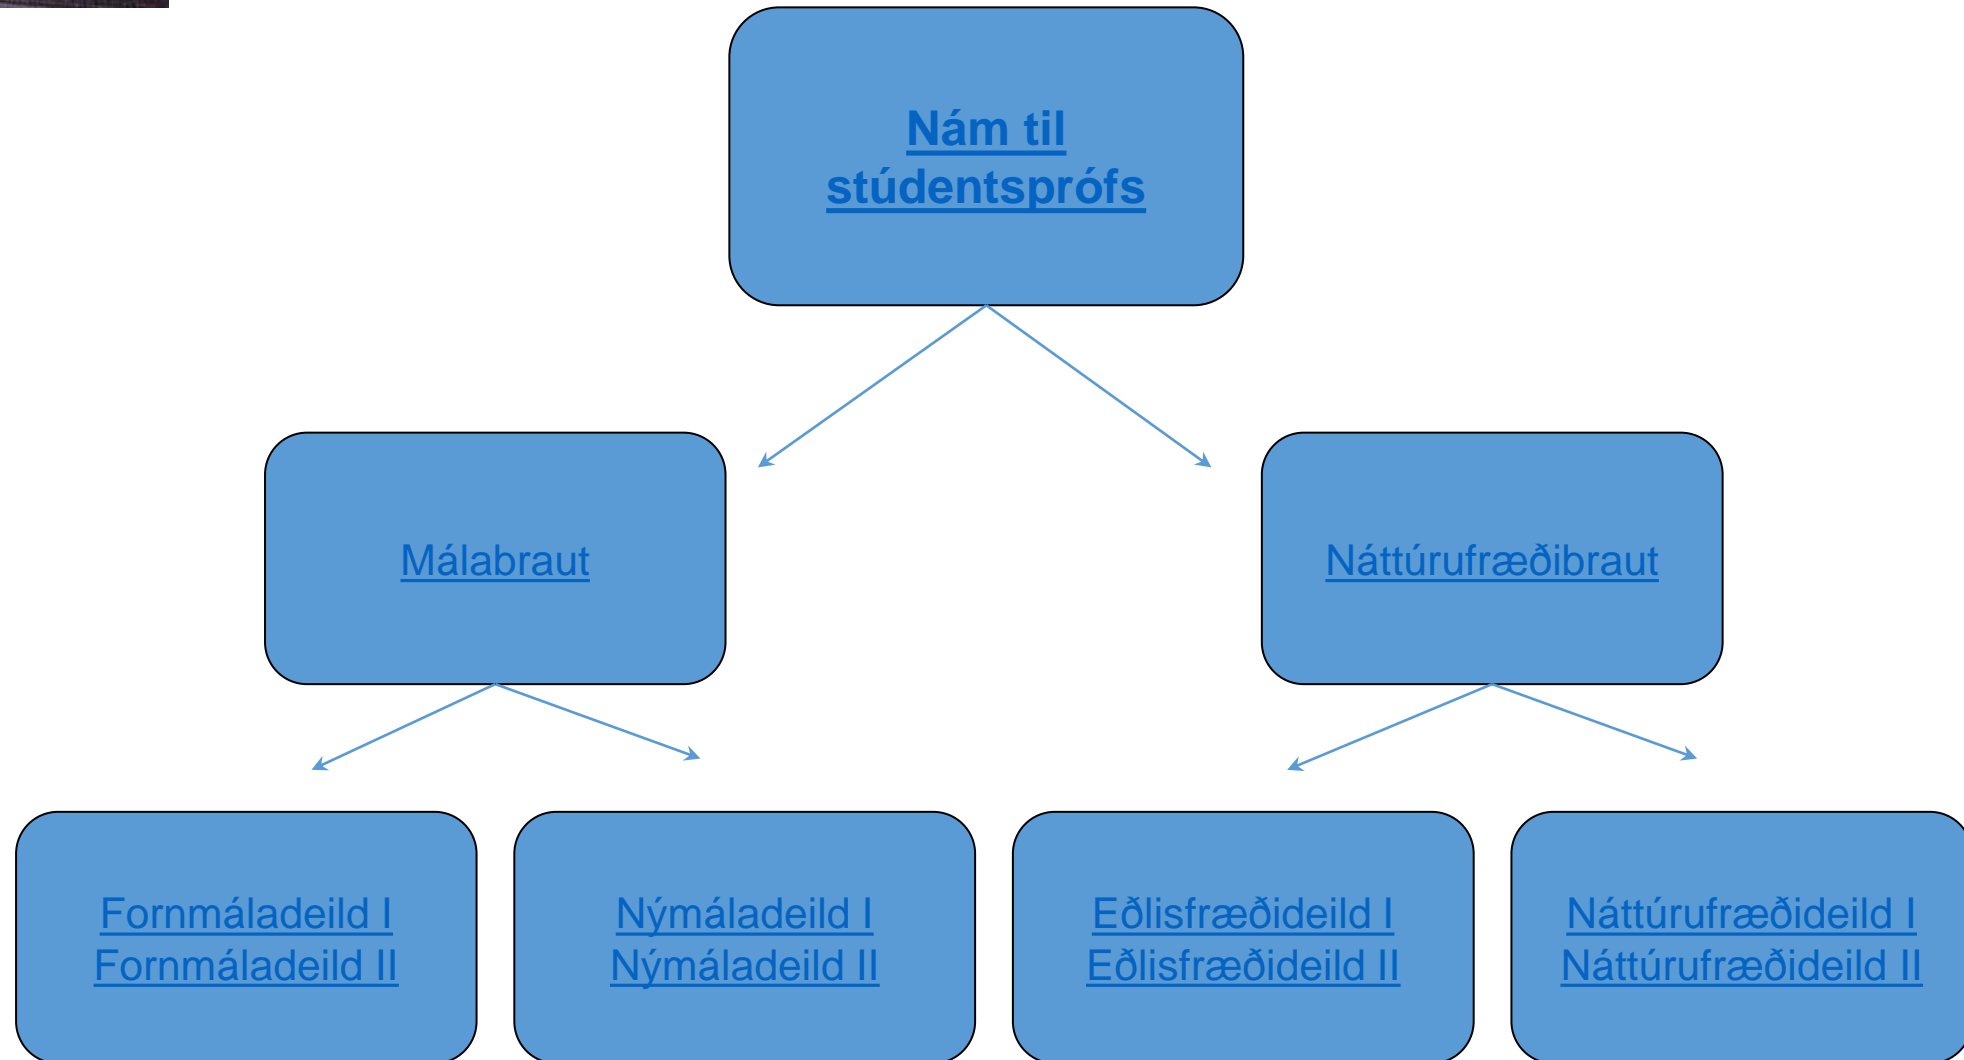 Nám til
stúdentsprófs
Málabraut
Náttúrufræðibraut
Fornmáladeild I
Fornmáladeild II
Nýmáladeild I
Nýmáladeild II
Eðlisfræðideild I
Eðlisfræðideild II
Náttúrufræðideild I
Náttúrufræðideild II